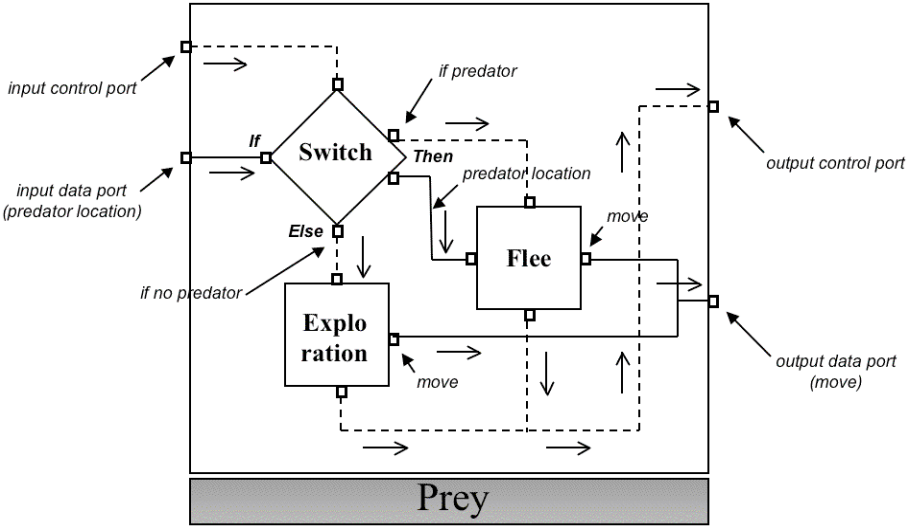 input control port
if predator
If
Switch
Then
output control port
input data port
(predator location)
predator location
Else
move
Flee
if no predator
Explo
ration
move
output data port
(move)
Prey